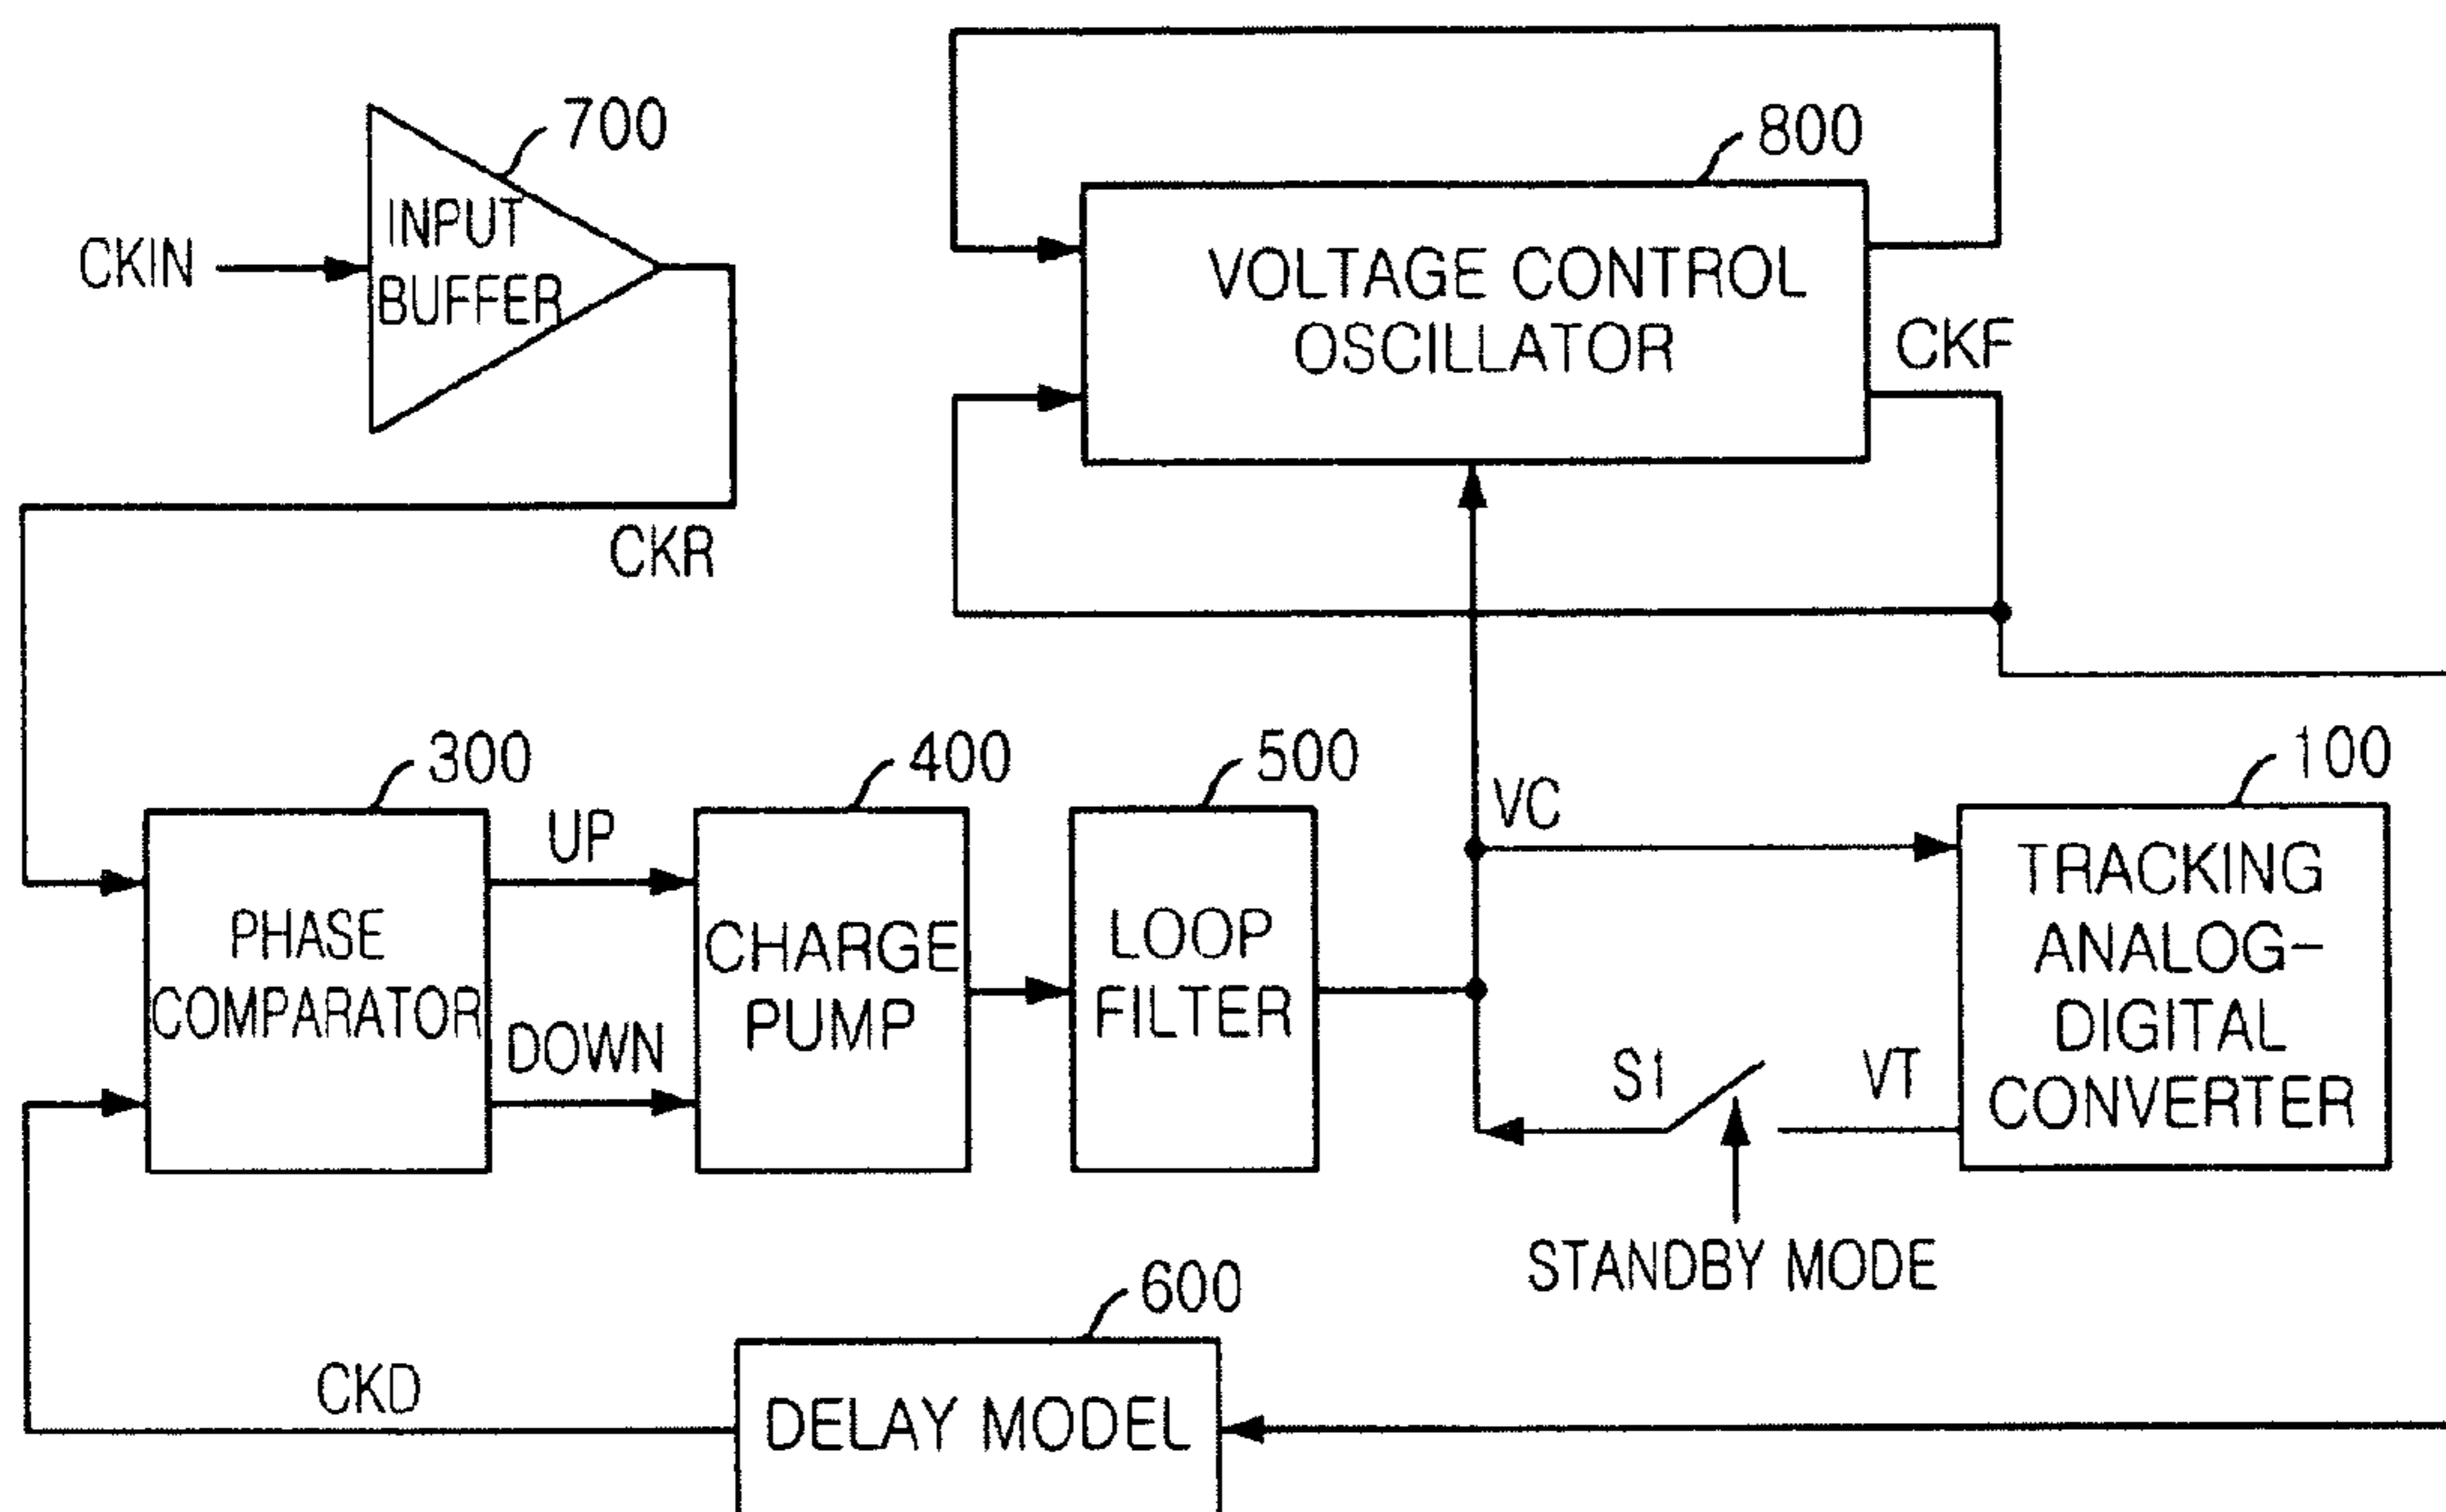 700
INPUT
BUFFER
CKIN
CKR
800
VOLTAGE CONTROL
OSCILLATOR
CKF
300
PHASE
COMPARATOR
UP
DOWN
400
CHARGE
PUMP
500
LOOP
FILTER
VC
100
TRACKING
ANALOG-
DIGITAL
CONVERTER
S1
VT
STANDBY MODE
600
DELAY MODEL
CKD